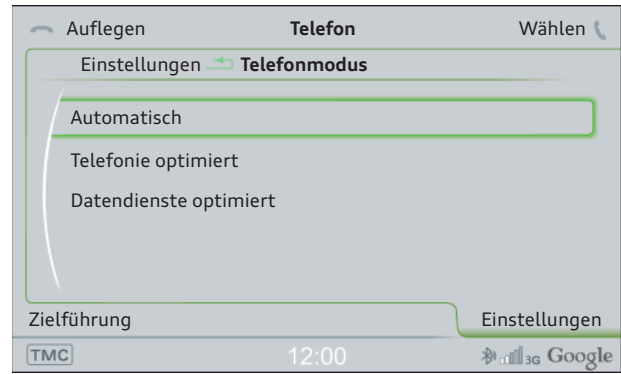 Auflegen Telefon Wählen
Einstellungen Telefonmodus
Automatisch
Telefonie optimiert
Datendienste optimiert
Zielführung Einstellungen
TMC 12:00 3G Google